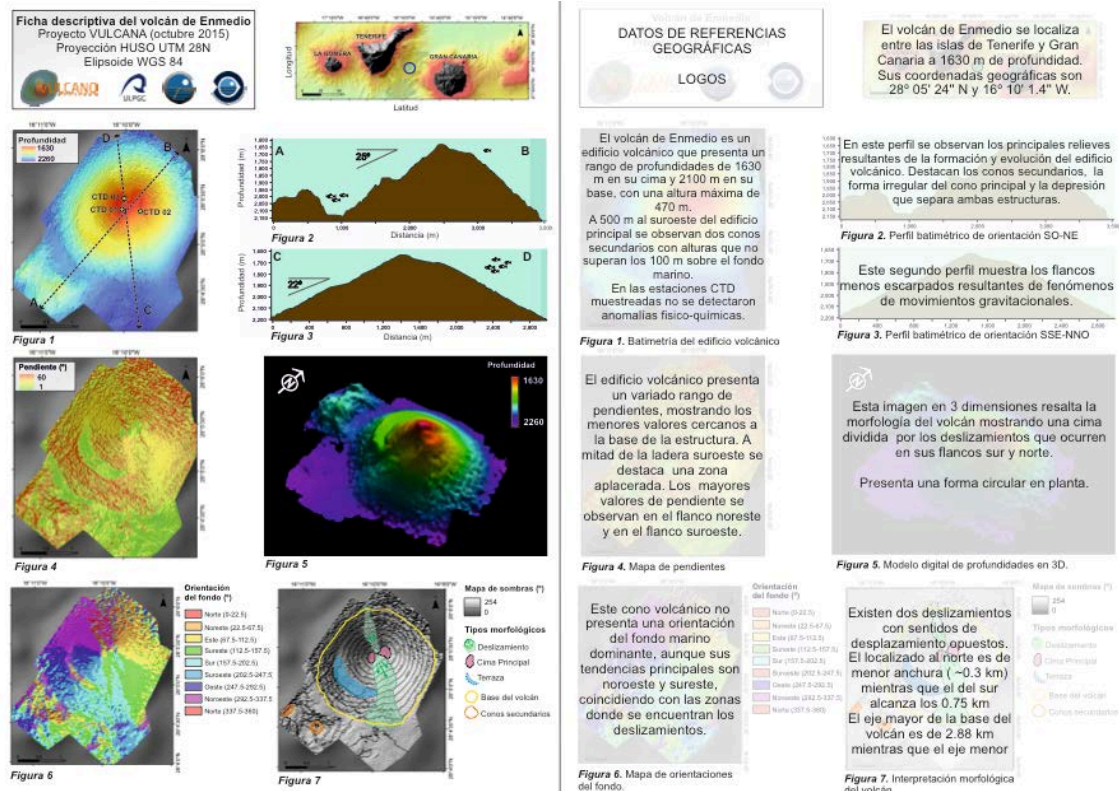 Ficha descriptiva del volcán de Enmedio
Proyecto VULCANA (octubre 2015)
Proyección HUSO UTM 28N
Elipsoide WGS 84
ULPGC
Longitud
LA GOMERA
TENERIFE
GRAN CANARIA
Latitud
Profundidad
1630
2260
D
B
CTD 02
A
C
Figura 1
Profundidad (m)
A
25º
B
Figura 2
Distancia (m)
Profundidad (m)
C
22º
D
Figura 3
Distancia (m)
Pendiente (º)
60
1
Figura 4
Profundidad
1630
2260
N
Figura 5
Orientación
del fondo (º)
Norte (0-22.5)
Noreste (22.5-67.5)
Este (67.5-112.5)
Sureste (112.5-157.5)
Sur (157.5-202.5)
Suroeste (202.5-247.5)
Oeste (247.5-292.5)
Noroeste (292.5-337.5)
Norte (337.5-360)
Figura 6
Mapa de sombras (º)
254
0
Tipos morfológicos
Deslizamiento
Cima Principal
Terraza
Base del volcán
Conos secundarios
Figura 7
DATOS DE REFERENCIAS
GEOGRÁFICAS
LOGOS
El volcán de Enmedio se localiza
entre las islas de Tenerife y Gran
Canaria a 1630 m de profundidad.
Sus coordenadas geográficas son
28º 05' 24" N y 16º 10' 1.4" W.
El volcán de Enmedio es un
edificio volcánico que presenta un
rango de profundidades de 1630
m en su cima y 2100 m en su
base, con una altura máxima de
470 m.
A 500 m al suroeste del edificio
principal se observan dos conos
secundarios con alturas que no
superan los 100 m sobre el fondo
marino.
En las estaciones CTD
muestreadas no se detectaron
anomalías físico-químicas.
Figura 1. Batimetría del edificio volcánico
En este perfil se observan los principales relieves
resultantes de la formación y evolución del edificio
volcánico. Destacan los conos secundarios, la
forma irregular del cono principal y la depresión
que separa ambas estructuras.
Figura 2. Perfil batimétrico de orientación SO-NE
Este segundo perfil muestra los flancos
menos escarpados resultantes de fenómenos
de movimientos gravitacionales.
Figura 3. Perfil batimétrico de orientación SSE-NNO
El edificio volcánico presenta
un variado rango de
pendientes, mostrando los
menores valores cercanos a
la base de la estructura. A
mitad de la ladera suroeste se
destaca una zona
aplacerada. Los mayores
valores de pendiente se
observan en el flanco noreste
y en el flanco suroeste.
Figura 4. Mapa de pendientes
Esta imagen en 3 dimensiones resalta la
morfología del volcán mostrando una cima
dividida por los deslizamientos que ocurren
en sus flancos sur y norte.
Presenta una forma circular en planta.
Figura 5. Modelo digital de profundidades en 3D.
Este cono volcánico no
presenta una orientación
del fondo marino
dominante, aunque sus
tendencias principales son
noroeste y sureste,
coincidiendo con las zonas
donde se encuentran los
deslizamientos.
Figura 6. Mapa de orientaciones
del fondo.
Existen dos deslizamientos
con sentidos de
desplazamiento opuestos.
El localizado al norte es de
menor anchura ( ~0.3 km)
mientras que el del sur
alcanza los 0.75 km
El eje mayor de la base del
volcán es de 2.88 km
mientras que el eje menor
Figura 7. Interpretación morfológica
del volcán